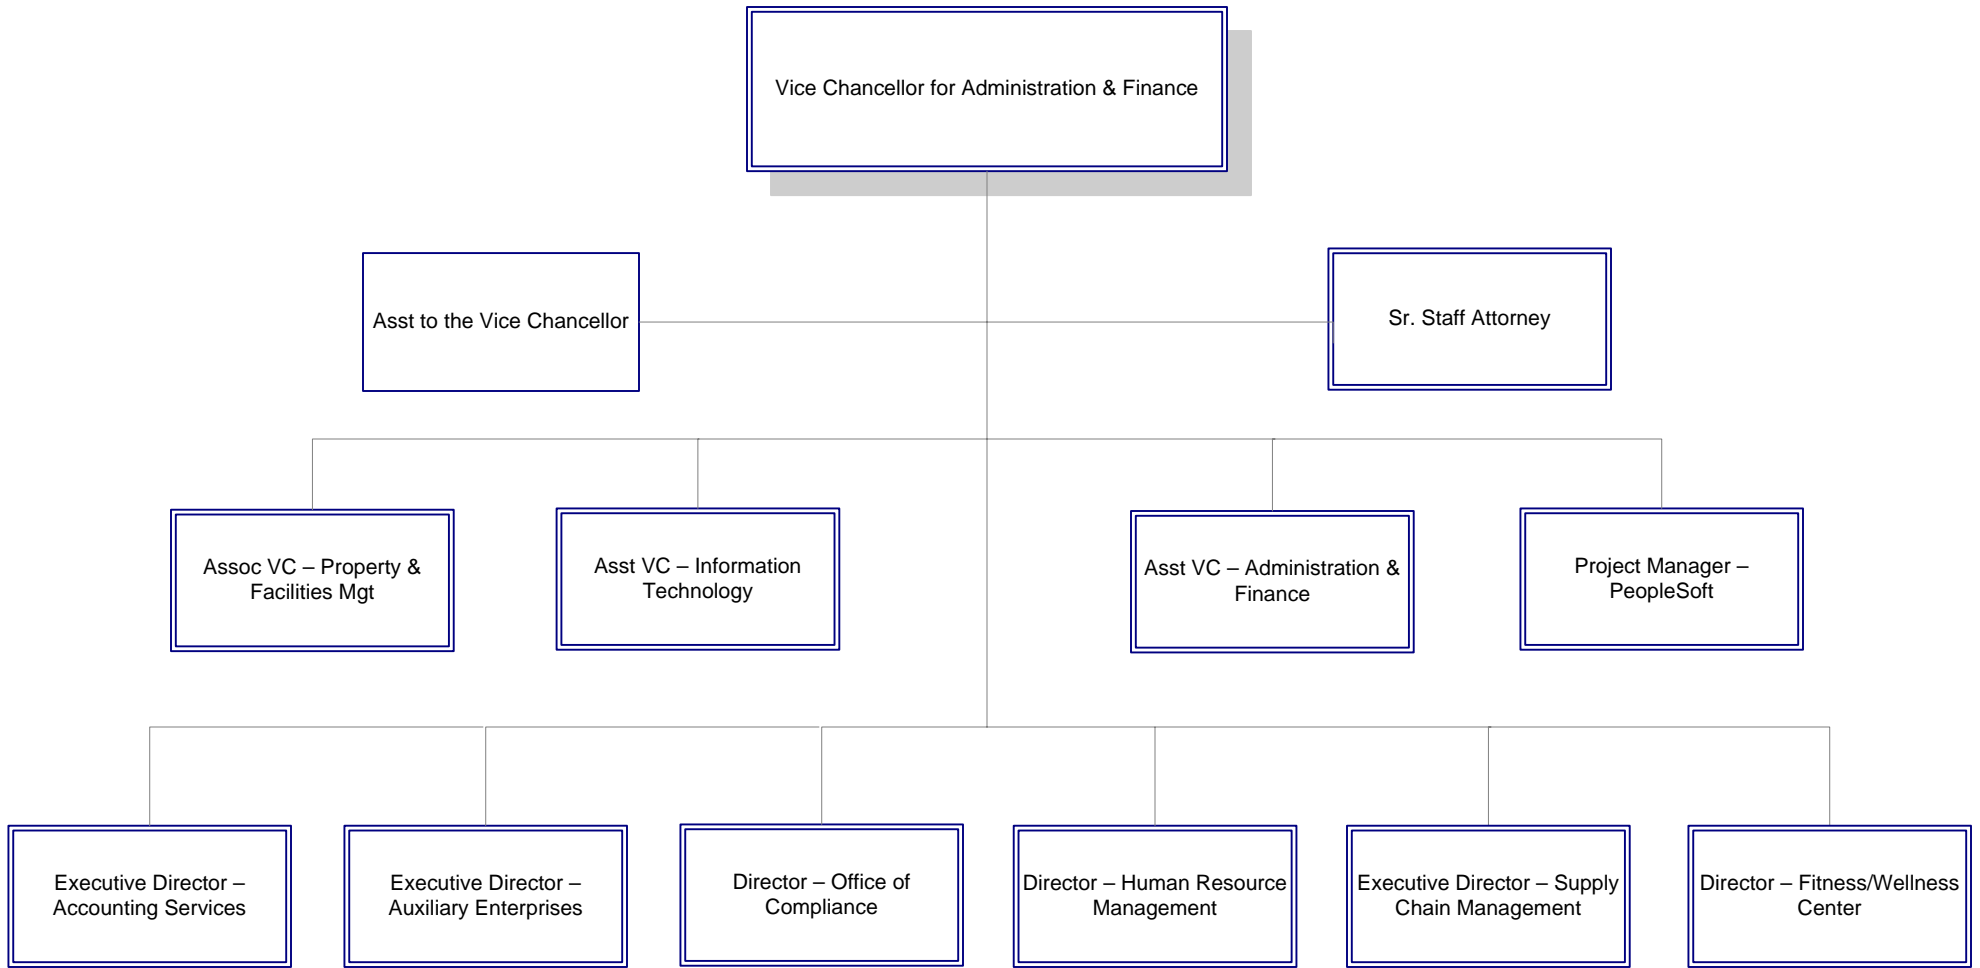 Vice Chancellor for Administration & Finance
Asst to the Vice Chancellor
Sr. Staff Attorney
Assoc VC – Property &
Facilities Mgt
Asst VC – Information
Technology
Asst VC – Administration &
Finance
Project Manager –
PeopleSoft
Executive Director –
Accounting Services
Executive Director –
Auxiliary Enterprises
Director – Office of
Compliance
Director – Human Resource
Management
Executive Director – Supply
Chain Management
Director – Fitness/Wellness
Center